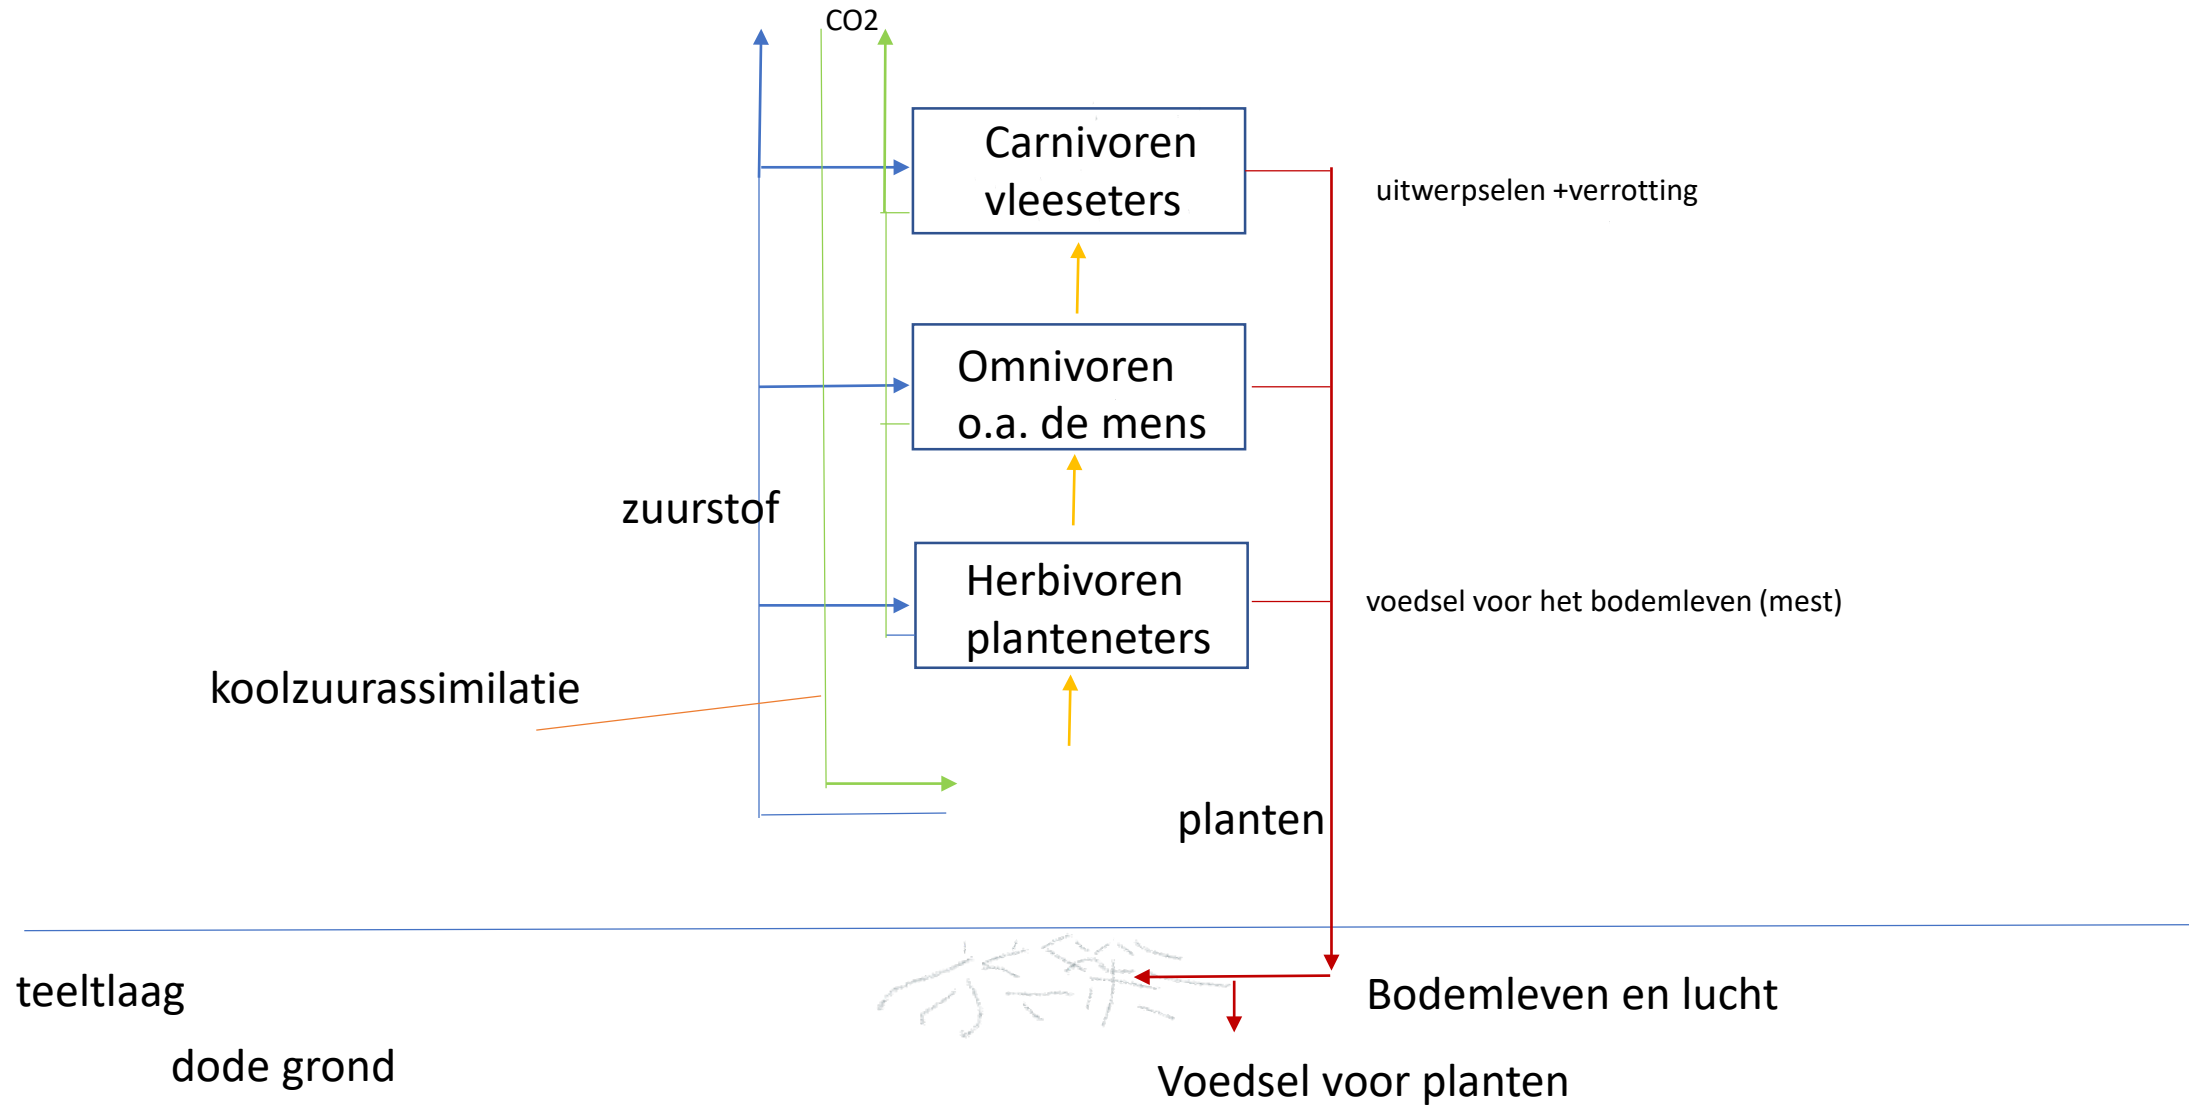 CO2
Carnivoren
vleeseters
uitwerpselen +verrotting
Omnivoren
o.a. de mens
zuurstof
Herbivoren
planteneters
voedsel voor het bodemleven (mest)
koolzuurassimilatie
planten
teeltlaag
Bodemleven en lucht
dode grond
Voedsel voor planten